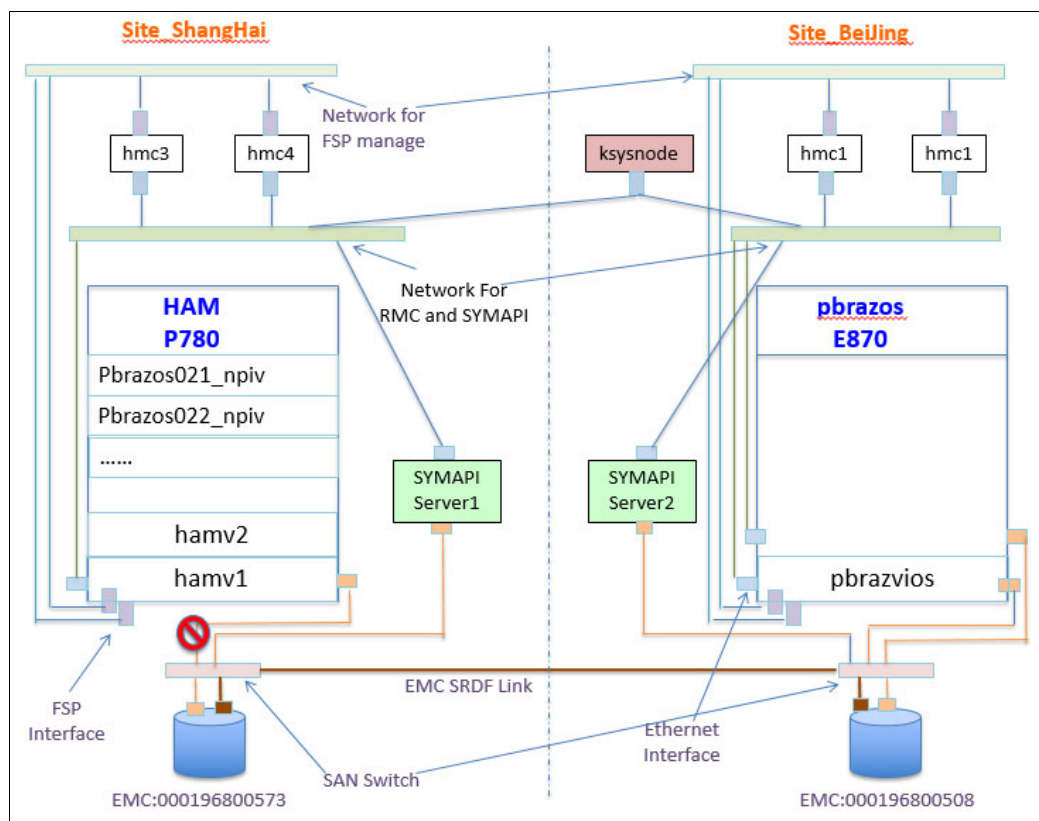 Site_ShangHai
Site_BeiJing
Network for
FSP manage
hmc3
hmc4
ksysnode
hmc1
hmc1
HAM
P780
Network For
RMC and SYMAPI
pbrazos
E870
Pbrazos021_npiv
Pbrazos022_npiv
......
SYMAPI
Server1
SYMAPI
Server2
hamv2
hamv1
pbrazvios
EMC SRDF Link
FSP
Interface
Ethernet
Interface
SAN Switch
EMC:000196800573
EMC:000196800508